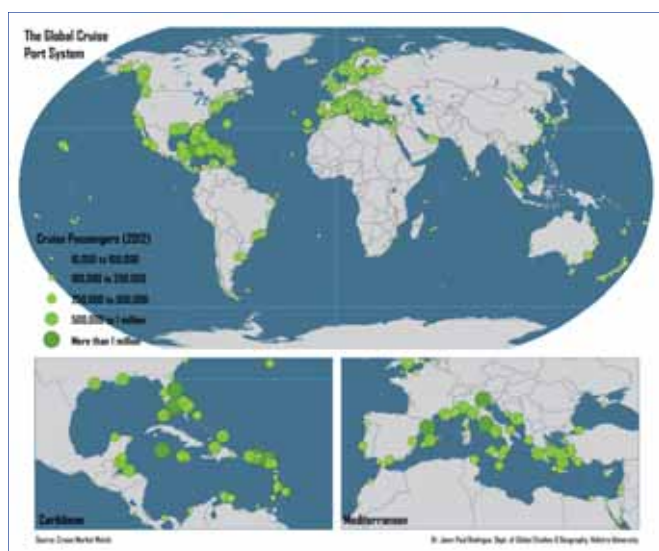 The Global Cruise
Port System
Cruise Passengers (2012)
10,000 to 100,000
100,000 to 250,000
250,000 to 500,000
500,000 to 1 million
More than 1 million
Caribbean
Mediterranean
Source: Cruise Market Watch
Dr. Jean-Paul Rodrigue, Dept. of Global Studies & Geography, Hofstra University